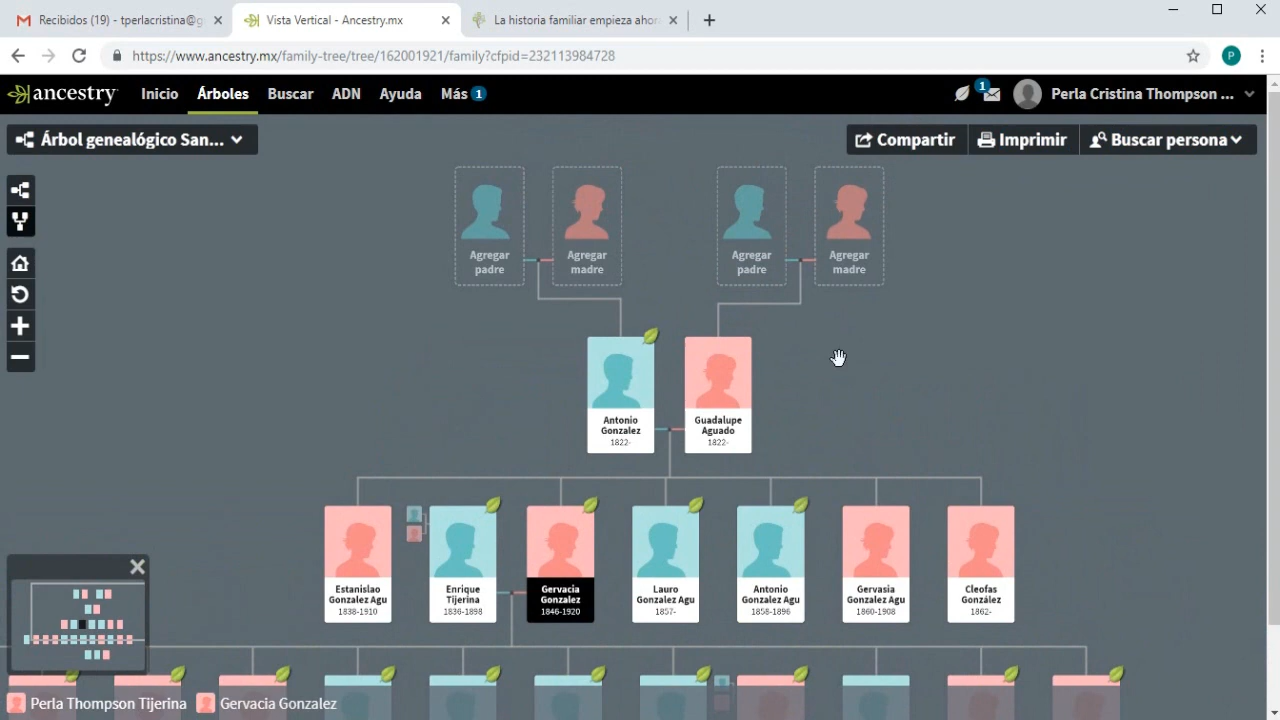 Recibidos (19) - tperlacristina@g
Vista Vertical - Ancestry.mx
La historia familiar empieza ahora
https://www.ancestry.mx/family-tree/tree/162001921/family?cfpid=232113984728
P
ancestry
Inicio
Árboles
Buscar
ADN
Ayuda
Más 1
1
Perla Cristina Thompson ...
Árbol genealógico San...
Compartir
Imprimir
Buscar persona
Agregar padre
Agregar madre
Agregar padre
Agregar madre
Antonio
Gonzalez
1822-
Guadalupe
Aguado
1822-
Estanislao
Gonzalez Agu
1838-1910
Enrique
Tijerina
1836-1898
Gervacia
Gonzalez
1846-1920
Lauro
Gonzalez Agu
1857-
Antonio
Gonzalez Agu
1858-1896
Gervasia
Gonzalez Agu
1860-1908
Cleofas
González
1862-
Perla Thompson Tijerina
Gervacia Gonzalez